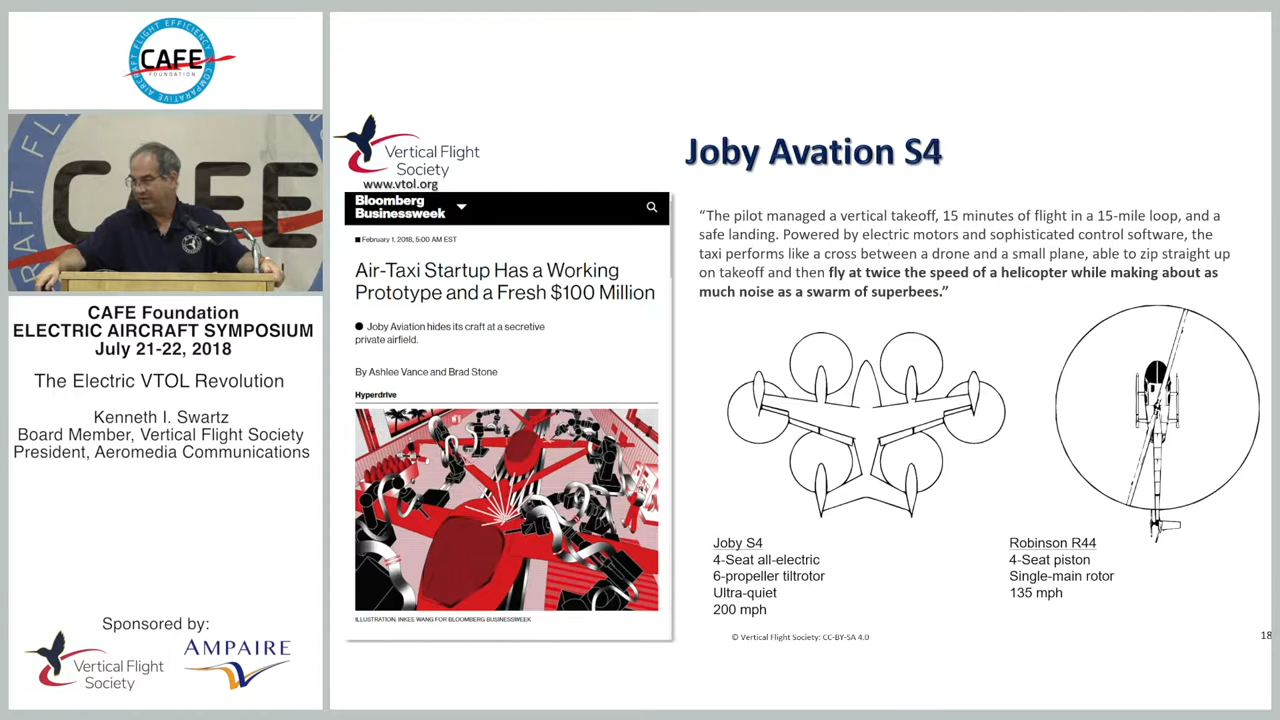 CAFE
FOUNDATION
COMPARATIVE AIRCRAFT FLIGHT EFFICIENCY
CAFE
CAFE Foundation
ELECTRIC AIRCRAFT SYMPOSIUM
July 21-22, 2018
The Electric VTOL Revolution
Kenneth I. Swartz
Board Member, Vertical Flight Society
President, Aeromedia Communications
Sponsored by:
Vertical Flight
Society
AMPAIRE
Vertical Flight
Society
www.vtol.org
Joby Avation S4
Bloomberg
Businessweek
February 1, 2018, 5:00 AM EST
Air-Taxi Startup Has a Working
Prototype and a Fresh $100 Million
Joby Aviation hides its craft at a secretive
private airfield.
By Ashlee Vance and Brad Stone
Hyperdrive
ILLUSTRATION: INKEE WANG FOR BLOOMBERG BUSINESSWEEK
“The pilot managed a vertical takeoff, 15 minutes of flight in a 15-mile loop, and a
safe landing. Powered by electric motors and sophisticated control software, the
taxi performs like a cross between a drone and a small plane, able to zip straight up
on takeoff and then fly at twice the speed of a helicopter while making about as
much noise as a swarm of superbees.”
Joby S4
4-Seat all-electric
6-propeller tiltrotor
Ultra-quiet
200 mph
Robinson R44
4-Seat piston
Single-main rotor
135 mph
© Vertical Flight Society: CC-BY-SA 4.0
18